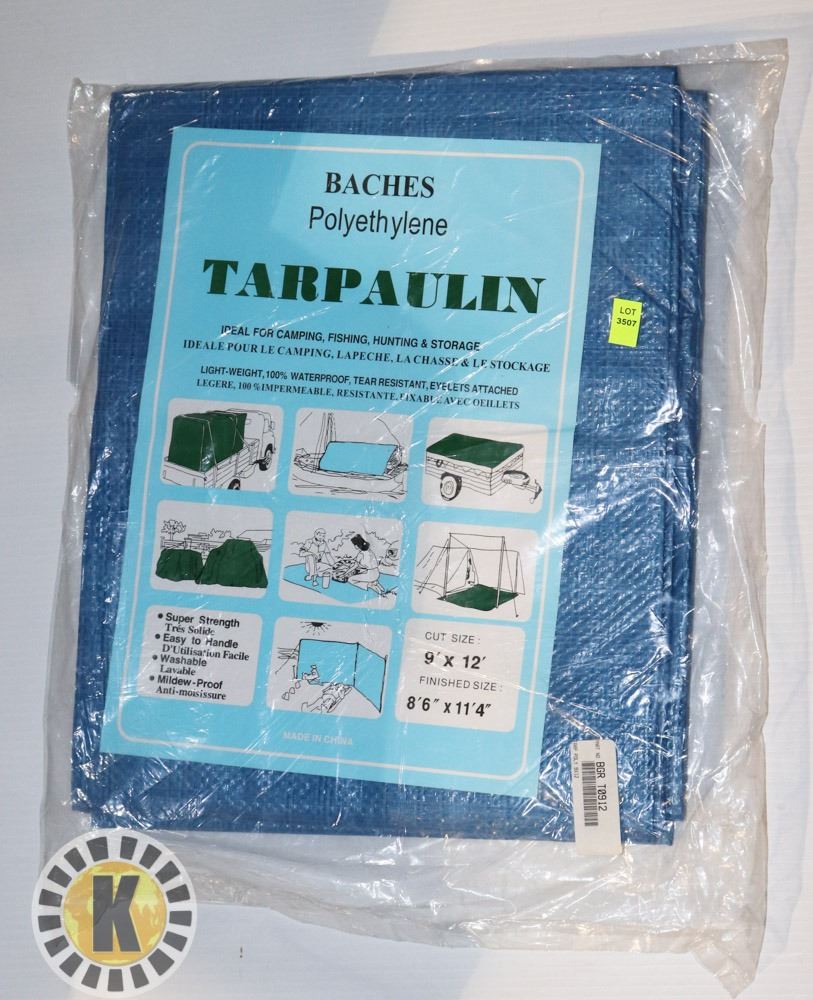 BACHES
Polyethylene
TARPAULIN
IDEAL FOR CAMPING, FISHING, HUNTING & STORAGE
IDEALE POUR LE CAMPING, LAPECHE, LA CHASSE & LE STOCKAGE
LIGHT-WEIGHT, 100% WATERPROOF, TEAR RESISTANT, EYELETS ATTACHED
LEGERE, 100 % IMPERMEABLE, RESISTANTE, FIXABLE AVEC OEILLETS
LOT
3507
• Super Strength
Trés Solide
• Easy to Handle
D'Utilisation Facile
• Washable
Lavable
• Mildew-Proof
Anti-moisissure
CUT SIZE :
9' X 12'
FINISHED SIZE :
8'6" x 11'4"
MADE IN CHINA
PART NO
BGR T0912
K